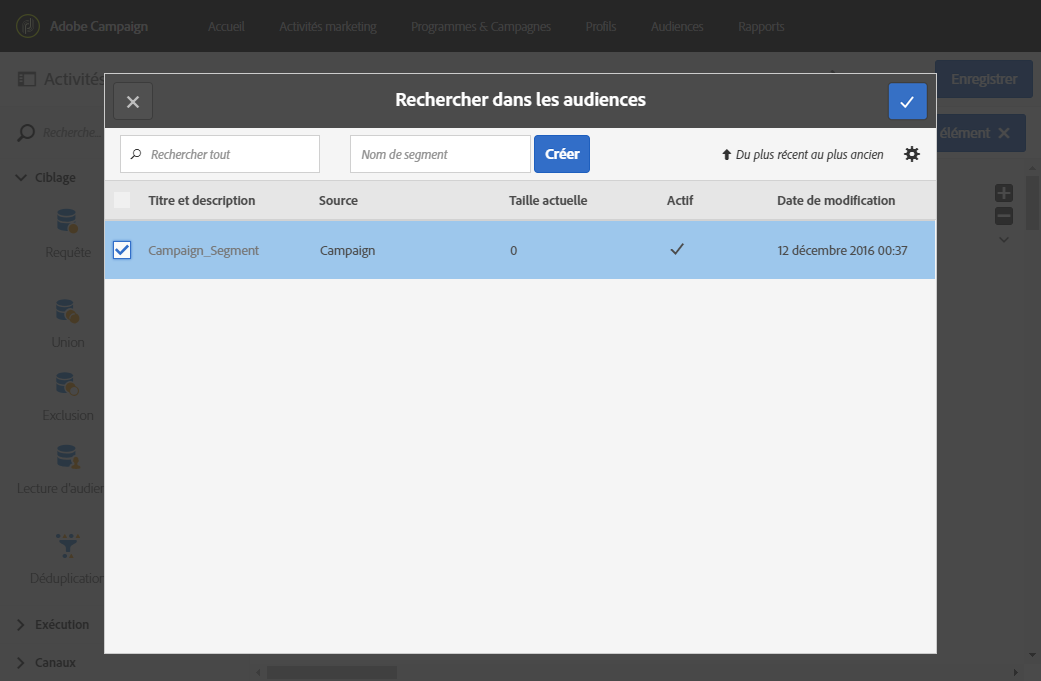 Adobe Campaign Accueil Activités marketing Programmes & Campagnes Profils Audiences Rapports
Activités
Enregistrer
Rechercher dans les audiences
Recherche...
élément
Rechercher tout
Nom de segment
Créer
Du plus récent au plus ancien
Ciblage
Requête
Union
Exclusion
Lecture d'audien
Déduplication
Exécution
Canaux
Titre et description Source Taille actuelle Actif Date de modification
Campaign_Segment Campaign 0 12 décembre 2016 00:37